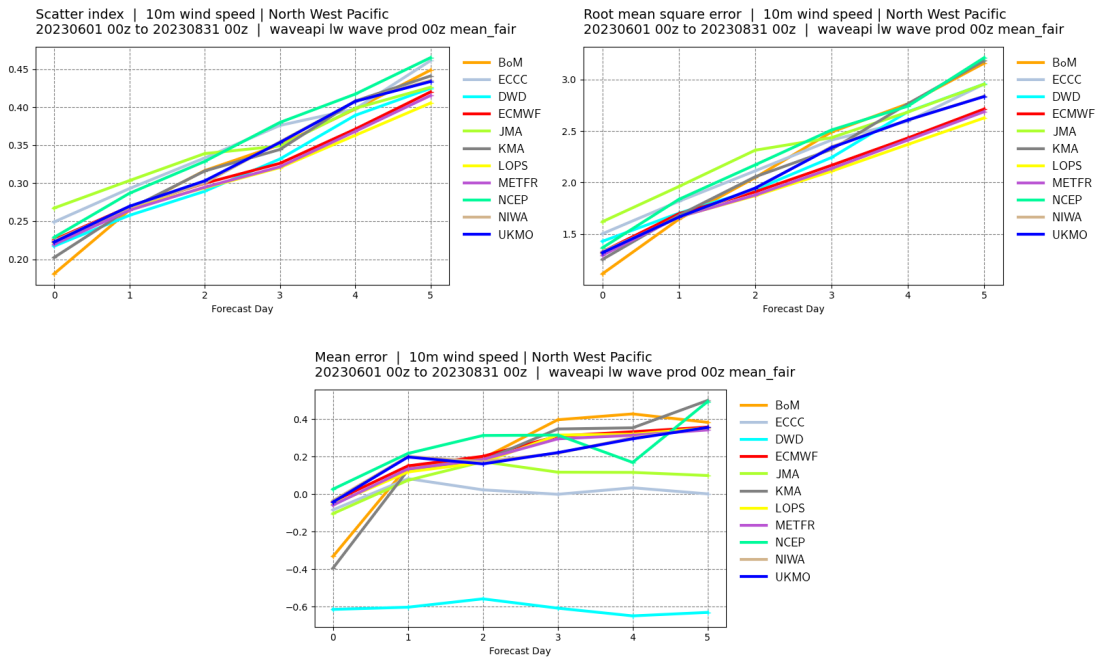 Scatter index | 10m wind speed | North West Pacific
20230601 00z to 20230831 00z | waveapi lw wave prod 00z mean_fair
0.45
0.40
0.35
0.30
0.25
0.20
0 1 2 3 4 5
Forecast Day
BoM
ECCC
DWD
ECMWF
JMA
KMA
LOPS
METFR
NCEP
NIWA
UKMO
Root mean square error | 10m wind speed | North West Pacific
20230601 00z to 20230831 00z | waveapi lw wave prod 00z mean_fair
3.0
2.5
2.0
1.5
0 1 2 3 4 5
Forecast Day
BoM
ECCC
DWD
ECMWF
JMA
KMA
LOPS
METFR
NCEP
NIWA
UKMO
Mean error | 10m wind speed | North West Pacific
20230601 00z to 20230831 00z | waveapi lw wave prod 00z mean_fair
0.4
0.2
0.0
−0.2
−0.4
−0.6
0 1 2 3 4 5
Forecast Day
BoM
ECCC
DWD
ECMWF
JMA
KMA
LOPS
METFR
NCEP
NIWA
UKMO